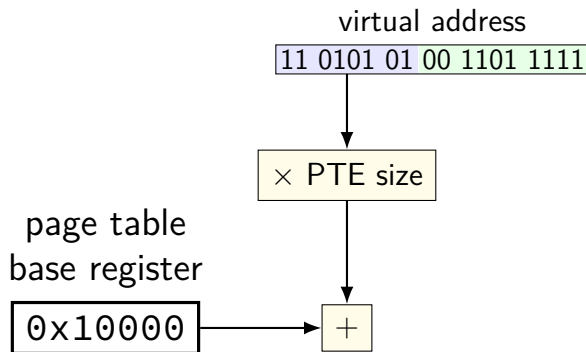 virtual address
11 0101 01 00 1101 1111
× PTE size
page table
base register
0x10000
+